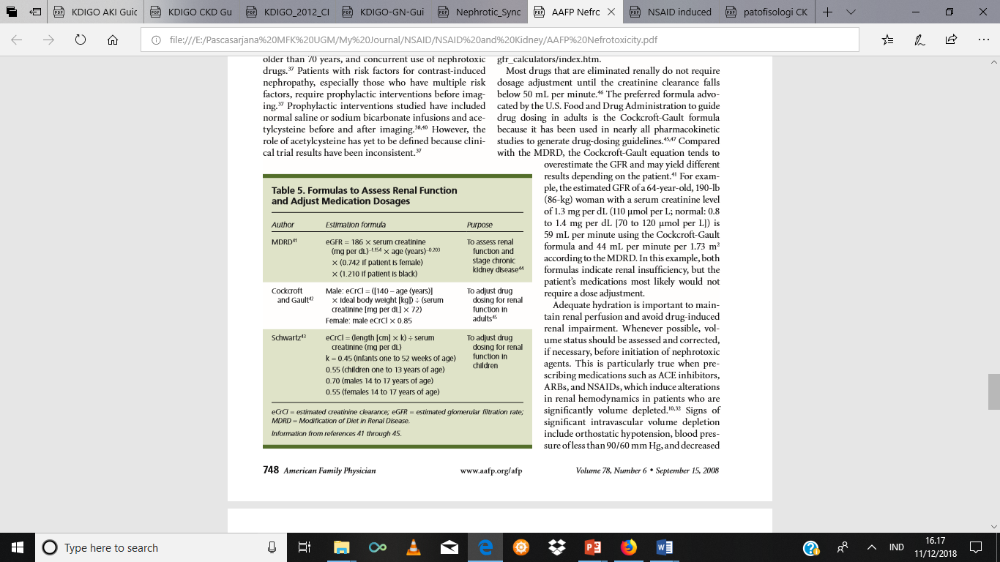 KDIGO AKI Guid
KDIGO CKD Gu
KDIGO_2012_Cl
KDIGO-GN-Gui
Nephrotic_Sync
AAFP Nefro
NSAID induced
patofisologi CK
file:///E:/Pascasarjana%20MFK%20UGM/My%20Journal/NSAID/NSAID%20and%20Kidney/AAFP%20Nefrotoxicity.pdf
older than 70 years, and concurrent use of nephrotoxic
drugs.37 Patients with risk factors for contrast-induced
nephropathy, especially those who have multiple risk
factors, require prophylactic interventions before imag-
ing.37 Prophylactic interventions studied have included
normal saline or sodium bicarbonate infusions and ace-
tylcysteine before and after imaging.38,40 However, the
role of acetylcysteine has yet to be defined because clini-
cal trial results have been inconsistent.37
Table 5. Formulas to Assess Renal Function
and Adjust Medication Dosages
Author Estimation formula Purpose
MDRD41 eGFR = 186 × serum creatinine To assess renal
(mg per dL)–1.154 × age (years)–0.203 function and
× (0.742 if patient is female) stage chronic
× (1.210 if patient is black) kidney disease44
Cockcroft Male: eCrCl = ([140 – age (years)] To adjust drug
and Gault42 × ideal body weight [kg]) ÷ (serum dosing for renal
creatinine [mg per dL] × 72) function in
Female: male eCrCl × 0.85 adults45
Schwartz43 eCrCl = (length [cm] × k) ÷ serum To adjust drug
creatinine (mg per dL) dosing for renal
k = 0.45 (infants one to 52 weeks of age) function in
0.55 (children one to 13 years of age) children
0.70 (males 14 to 17 years of age)
0.55 (females 14 to 17 years of age)
eCrCl = estimated creatinine clearance; eGFR = estimated glomerular filtration rate;
MDRD = Modification of Diet in Renal Disease.
Information from references 41 through 45.
gfr_calculators/index.htm.
Most drugs that are eliminated renally do not require
dosage adjustment until the creatinine clearance falls
below 50 mL per minute.46 The preferred formula advo-
cated by the U.S. Food and Drug Administration to guide
drug dosing in adults is the Cockcroft-Gault formula
because it has been used in nearly all pharmacokinetic
studies to generate drug-dosing guidelines.45,47 Compared
with the MDRD, the Cockcroft-Gault equation tends to
overestimate the GFR and may yield different
results depending on the patient.41 For exam-
ple, the estimated GFR of a 64-year-old, 190-lb
(86-kg) woman with a serum creatinine level
of 1.3 mg per dL (110 μmol per L; normal: 0.8
to 1.4 mg per dL [70 to 120 μmol per L]) is
59 mL per minute using the Cockcroft-Gault
formula and 44 mL per minute per 1.73 m2
according to the MDRD. In this example, both
formulas indicate renal insufficiency, but the
patient's medications most likely would not
require a dose adjustment.
Adequate hydration is important to main-
tain renal perfusion and avoid drug-induced
renal impairment. Whenever possible, vol-
ume status should be assessed and corrected,
if necessary, before initiation of nephrotoxic
agents. This is particularly true when pre-
scribing medications such as ACE inhibitors,
ARBs, and NSAIDs, which induce alterations
in renal hemodynamics in patients who are
significantly volume depleted.10,32 Signs of
significant intravascular volume depletion
include orthostatic hypotension, blood pres-
sure of less than 90/60 mm Hg, and decreased
748 American Family Physician www.aafp.org/afp Volume 78, Number 6 • September 15, 2008
Type here to search
IND
16.17
11/12/2018